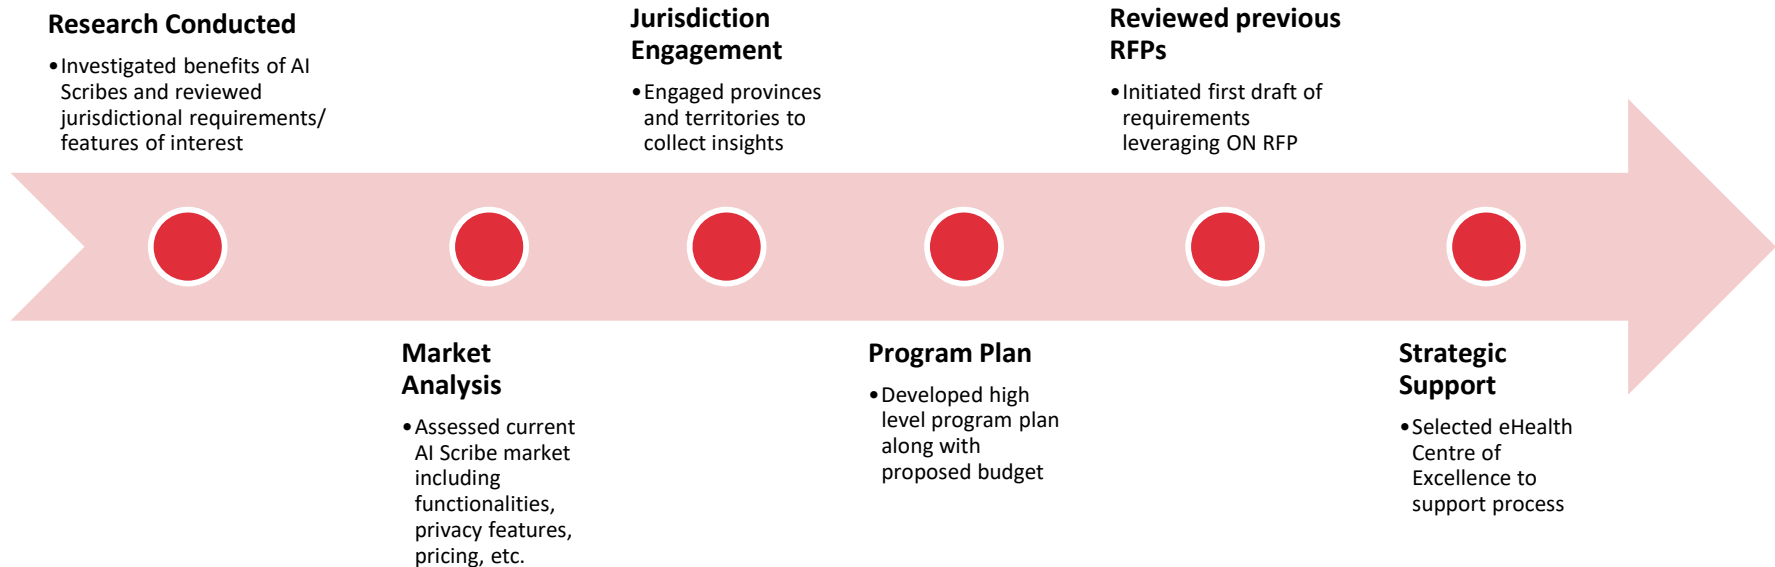 Research Conducted
•Investigated benefits of AI
Scribes and reviewed
jurisdictional requirements/
features of interest
Market
Analysis
•Assessed current
AI Scribe market
including
functionalities,
privacy features,
pricing, etc.
Jurisdiction
Engagement
•Engaged provinces
and territories to
collect insights
Program Plan
•Developed high
level program plan
along with
proposed budget
Reviewed previous
RFPs
•Initiated first draft of
requirements
leveraging ON RFP
Strategic
Support
•Selected eHealth
Centre of
Excellence to
support process